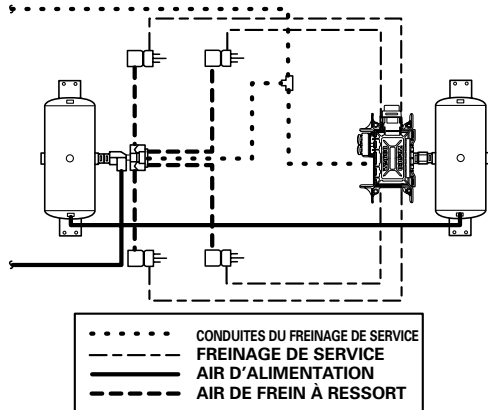 CONDUITES DU FREINAGE DE SERVICE
FREINAGE DE SERVICE
AIR D'ALIMENTATION
AIR DE FREIN À RESSORT